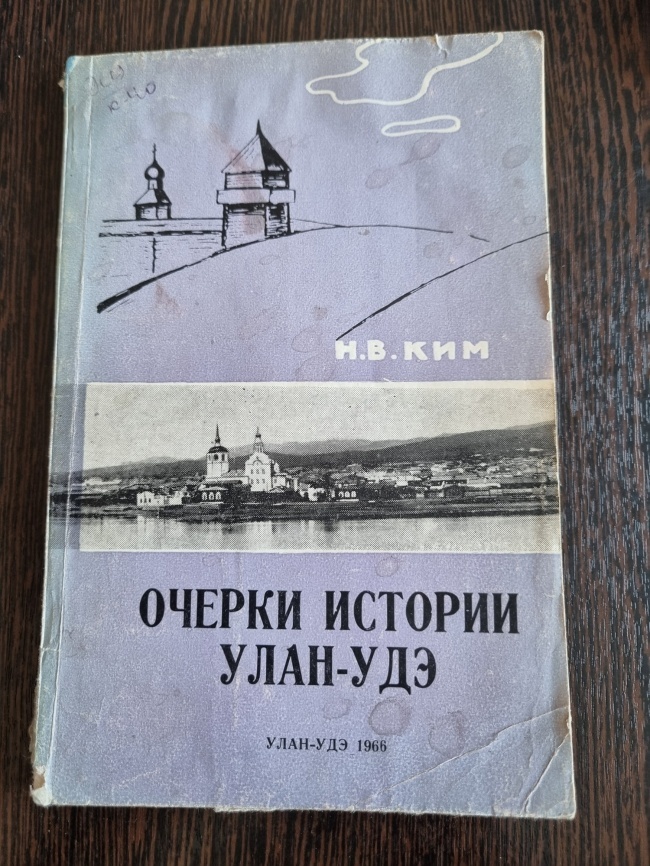 Н.В.КИМ
ОЧЕРКИ ИСТОРИИ
УЛАН-УДЭ
УЛАН-УДЭ 1966